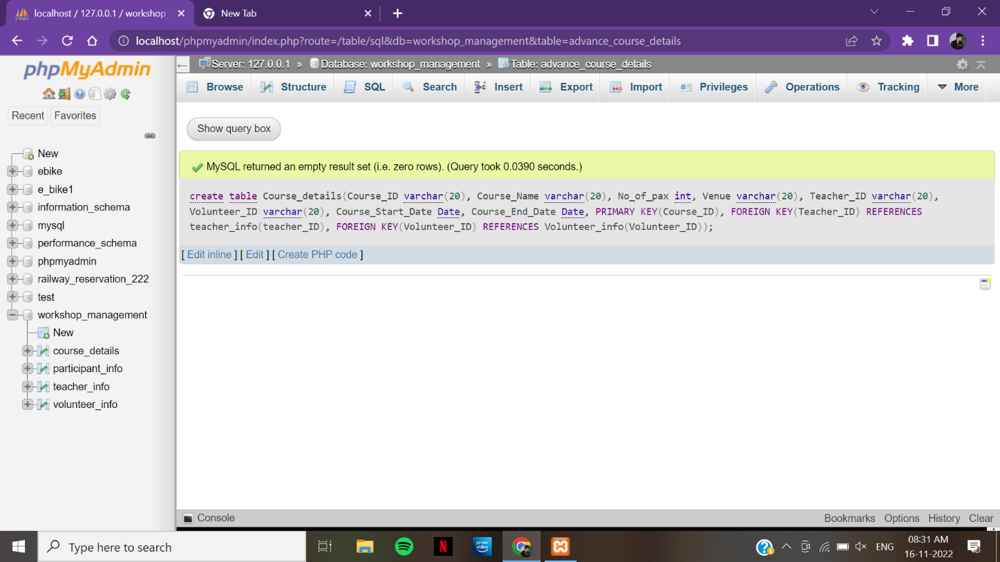 localhost / 127.0.0.1 / workshop_
New Tab
localhost/phpmyadmin/index.php?route=/table/sql&db=workshop_management&table=advance_course_details
phpMyAdmin
Recent
Favorites
New
ebike
e_bike1
information_schema
mysql
performance_schema
phpmyadmin
railway_reservation_222
test
workshop_management
New
course_details
participant_info
teacher_info
volunteer_info
Server: 127.0.0.1 » Database: workshop_management » Table: advance_course_details
Browse Structure SQL Search Insert Export Import Privileges Operations Tracking More
Show query box
MySQL returned an empty result set (i.e. zero rows). (Query took 0.0390 seconds.)
create table Course_details(Course_ID varchar(20), Course_Name varchar(20), No_of_pax int, Venue varchar(20), Teacher_ID varchar(20),
Volunteer_ID varchar(20), Course_Start_Date Date, Course_End_Date Date, PRIMARY KEY(Course_ID), FOREIGN KEY(Teacher_ID) REFERENCES
teacher_info(teacher_ID), FOREIGN KEY(Volunteer_ID) REFERENCES Volunteer_info(Volunteer_ID));
[ Edit inline ] [ Edit ] [ Create PHP code ]
Console
Bookmarks Options History Clear
Type here to search
N
prime video
ENG
08:31 AM
16-11-2022